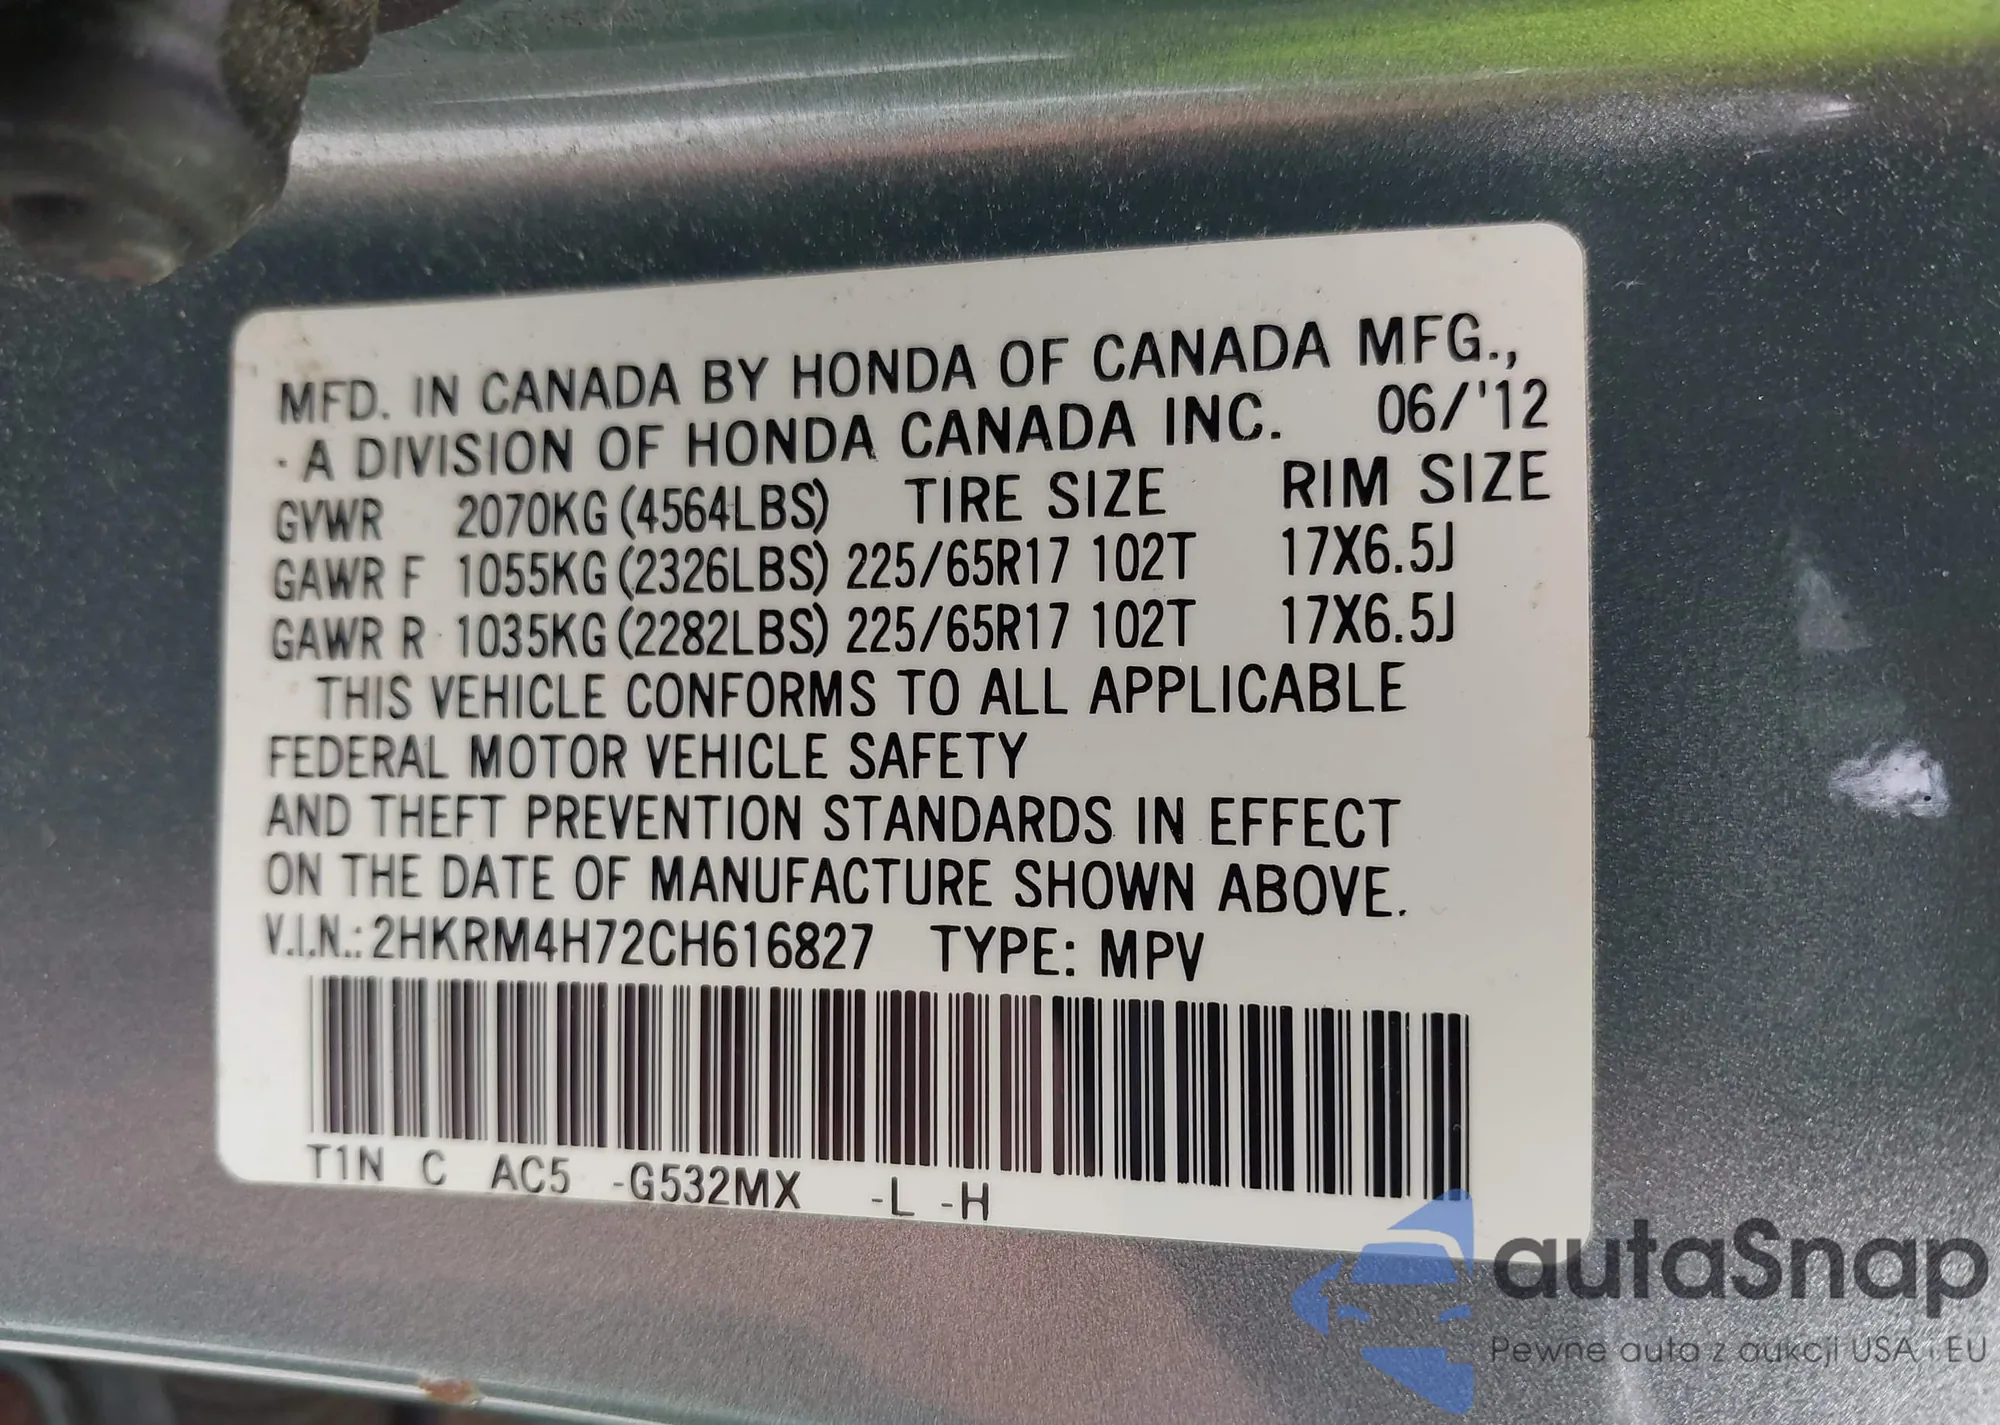 MFD. IN CANADA BY HONDA OF CANADA MFG.,
· A DIVISION OF HONDA CANADA INC. 06/'12
GVWR 2070KG (4564LBS) TIRE SIZE RIM SIZE
GAWR F 1055KG (2326LBS) 225/65R17 102T 17X6.5J
GAWR R 1035KG (2282LBS) 225/65R17 102T 17X6.5J
THIS VEHICLE CONFORMS TO ALL APPLICABLE
FEDERAL MOTOR VEHICLE SAFETY
AND THEFT PREVENTION STANDARDS IN EFFECT
ON THE DATE OF MANUFACTURE SHOWN ABOVE.
V.I.N.: 2HKRM4H72CH616827 TYPE: MPV
T1N C AC5 -G532MX -L -H
autaSnap
Pewne auta z aukcji USA i EU